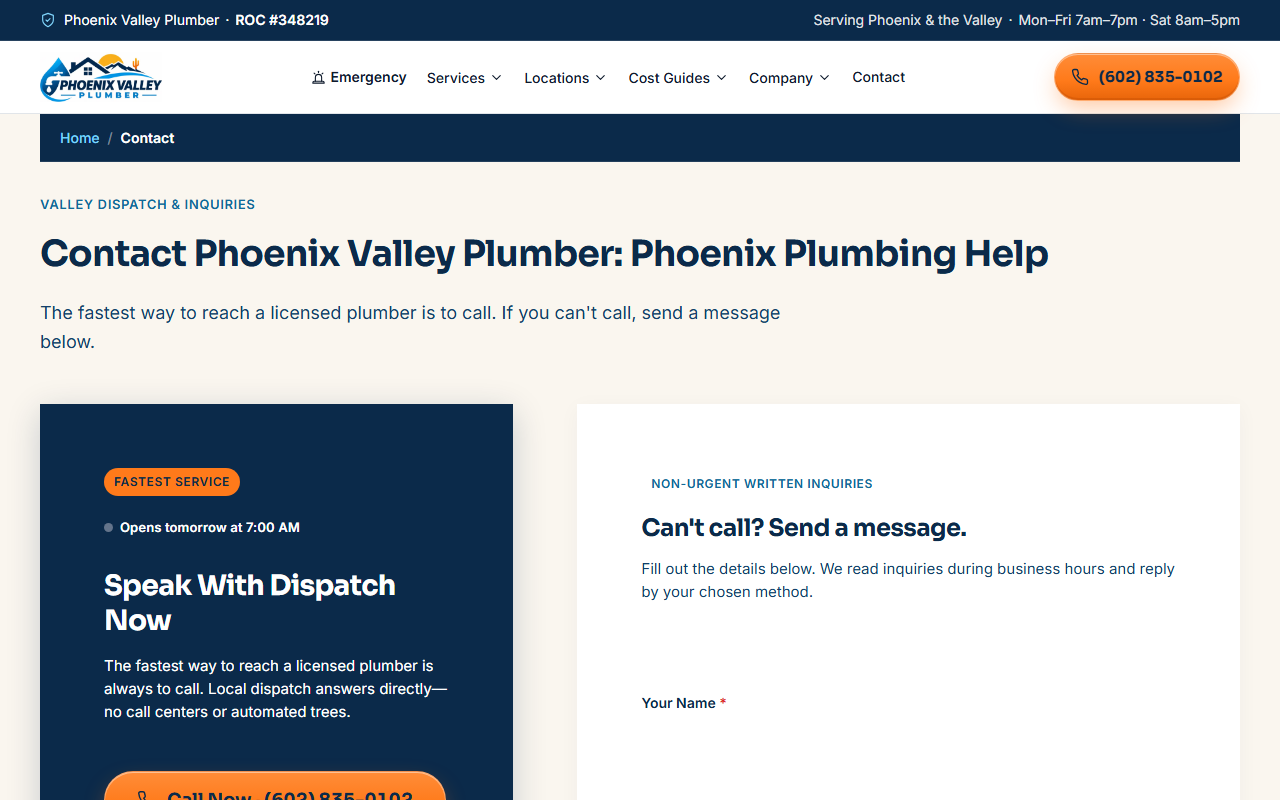 Phoenix Valley Plumber · ROC #348219
Serving Phoenix & the Valley · Mon–Fri 7am–7pm · Sat 8am–5pm
PHOENIX VALLEY
PLUMBER
Emergency
Services
Locations
Cost Guides
Company
Contact
(602) 835-0102
Home / Contact
VALLEY DISPATCH & INQUIRIES
Contact Phoenix Valley Plumber: Phoenix Plumbing Help
The fastest way to reach a licensed plumber is to call. If you can't call, send a message
below.
FASTEST SERVICE
Opens tomorrow at 7:00 AM
Speak With Dispatch
Now
The fastest way to reach a licensed plumber is
always to call. Local dispatch answers directly—
no call centers or automated trees.
Call Now (602) 835-0102
NON-URGENT WRITTEN INQUIRIES
Can't call? Send a message.
Fill out the details below. We read inquiries during business hours and reply
by your chosen method.
Your Name *